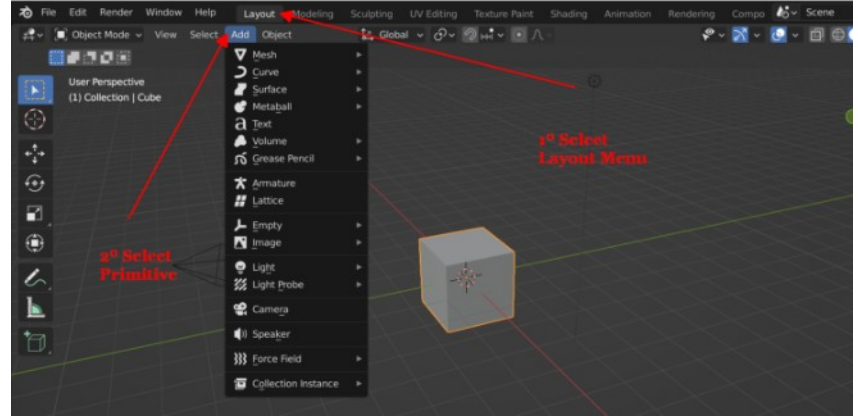 File Edit Render Window Help Layout Modeling Sculpting UV Editing Texture Paint Shading Animation Rendering Compo Scene
Object Mode View Select Add Object Global
User Perspective
(1) Collection | Cube
Mesh
Curve
Surface
Metaball
Text
Volume
Grease Pencil
Armature
Lattice
Empty
Image
Light
Light Probe
Camera
Speaker
Force Field
Collection Instance
1º Select
Layout Menu
2º Select
Primitive